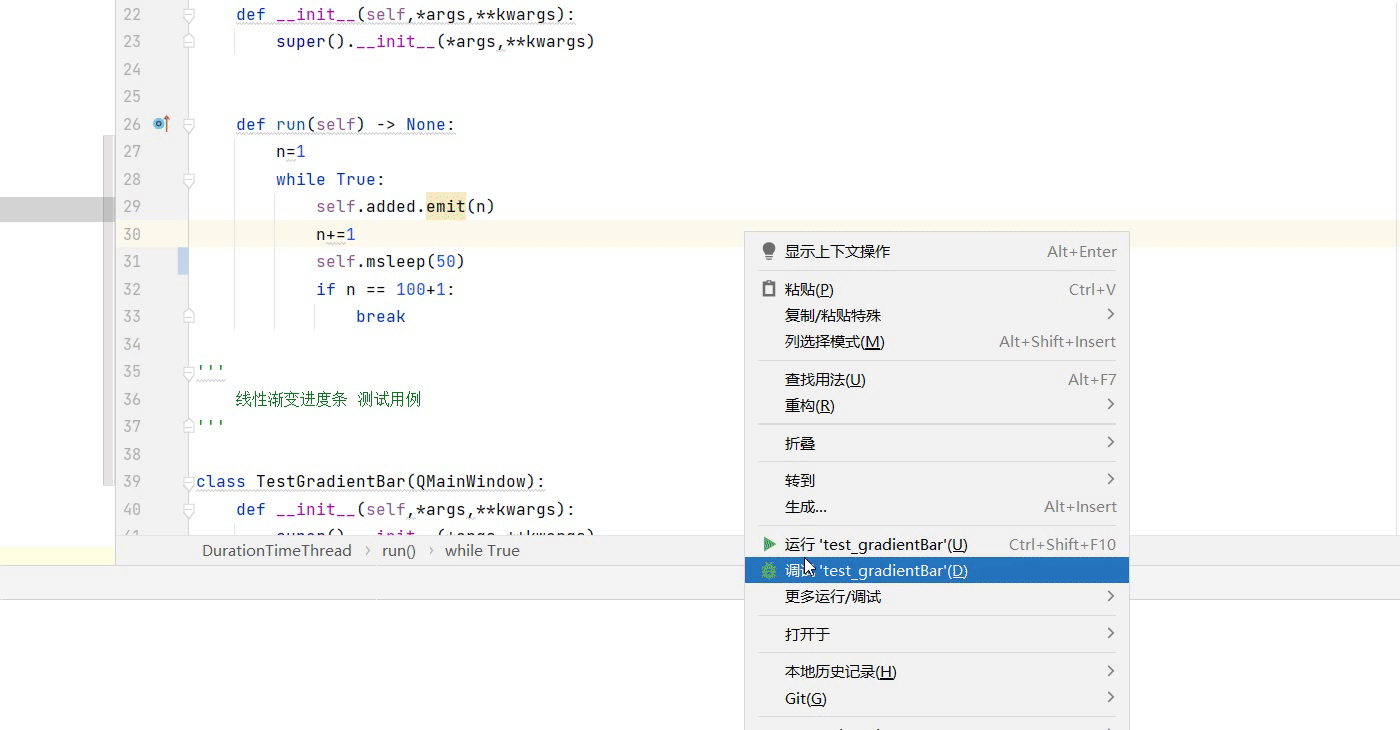 22 def __init__(self,*args,**kwargs):
23 super().__init__(*args,**kwargs)
24
25
26 def run(self) -> None:
27 n=1
28 while True:
29 self.added.emit(n)
30 n+=1
31 self.msleep(50)
32 if n == 100+1:
33 break
34
35 '''
36 线性渐变进度条 测试用例
37 '''
38
39 class TestGradientBar(QMainWindow):
40 def __init__(self,*args,**kwargs):
41 super().__init__(*args,**kwargs)
DurationTimeThread › run() › while True
显示上下文操作 Alt+Enter
粘贴(P) Ctrl+V
复制/粘贴特殊
列选择模式(M) Alt+Shift+Insert
查找用法(U) Alt+F7
重构(R)
折叠
转到
生成... Alt+Insert
运行 'test_gradientBar'(U) Ctrl+Shift+F10
调试 'test_gradientBar'(D)
更多运行/调试
打开于
本地历史记录(H)
Git(G)